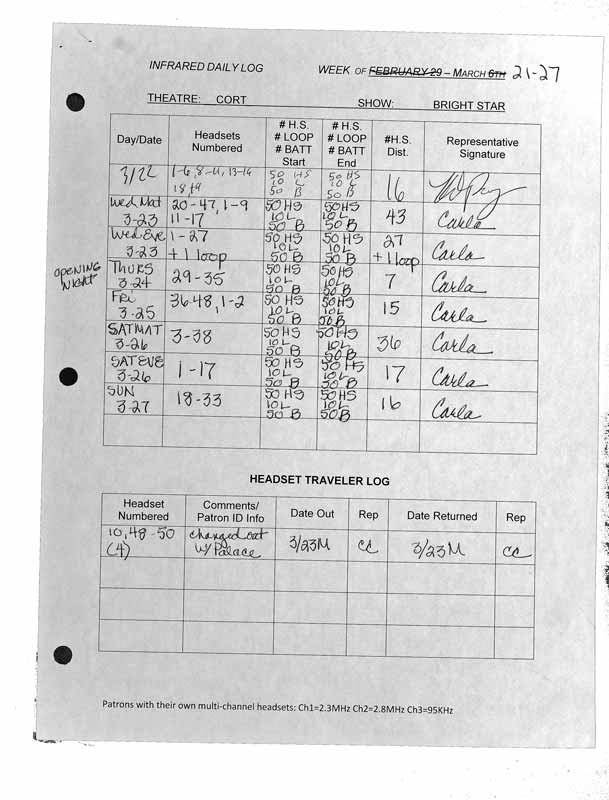 INFRARED DAILY LOG WEEK OF FEBRUARY 29 – MARCH 6TH 21-27
THEATRE: CORT SHOW: BRIGHT STAR
Day/Date Headsets Numbered # H.S. # LOOP # BATT Start # H.S. # LOOP # BATT End #H.S. Dist. Representative Signature
3/22 1-6, 8-11, 13-16 18 +9 50 HS 10 L 50 B 50 HS 10 L 50 B 16
Wed Mat 3-23 20-47, 1-9 11-17 50 HS 10 L 50 B 50HS 10L 50 B 43 Carla
Wed Eve 3-23 1-27 +1 loop 50 HS 10 L 50 B 50 HS 10 L 50 B 27 +1 loop Carla
OPENING NIGHT THURS 3-24 29-35 50 HS 10 L 50 B 50HS 10 L 50 B 7 Carla
FRI 3-25 36-48, 1-2 50 HS 10 L 50 B 50 HS 10 L 50 B 15 Carla
SAT MAT 3-26 3-38 50 HS 10 L 50 B 50 HS 10 L 50 B 36 Carla
SAT EVE 3-26 1-17 50 HS 10 L 50 B 50 HS 10 L 50 B 17 Carla
SUN 3-27 18-33 50 HS 10 L 50 B 50 HS 10 L 50 B 16 Carla
HEADSET TRAVELER LOG
Headset Numbered Comments/ Patron ID Info Date Out Rep Date Returned Rep
10, 48-50 (4) changed out w/ Palace 3/23M CC 3/23 M CC
Patrons with their own multi-channel headsets: Ch1=2.3MHz Ch2=2.8MHz Ch3=95KHz